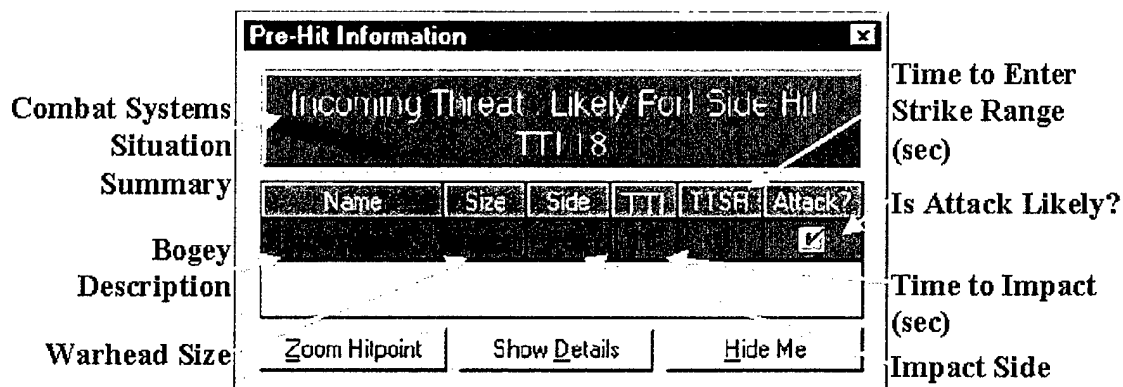 Pre-Hit Information
Incoming Threat Likely Port Side Hit
TTI 18
Name Size Side TTI TTSR Attack?
Zoom Hitpoint Show Details Hide Me
Combat Systems
Situation
Summary
Bogey
Description
Warhead Size
Time to Enter
Strike Range
(sec)
Is Attack Likely?
Time to Impact
(sec)
Impact Side